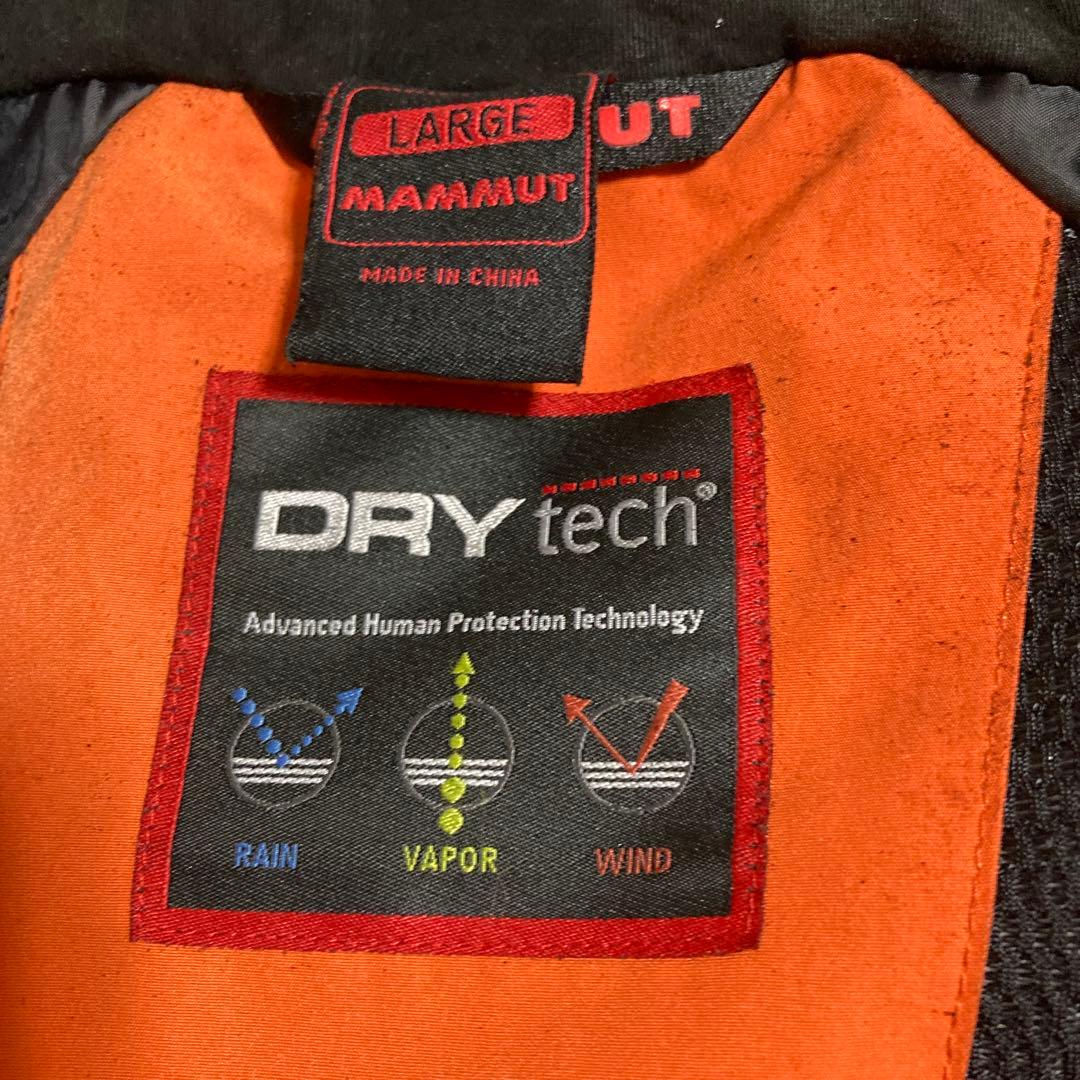 LARGE
MAMMUT
MADE IN CHINA
UT
DRY tech®
Advanced Human Protection Technology
RAIN
VAPOR
WIND